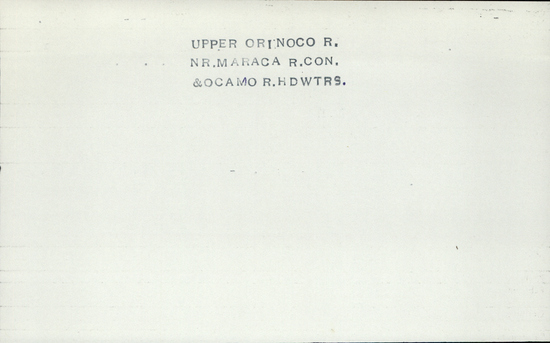 UPPER ORINOCO R.
NR.MARACA R.CON.
&OCAMO R.HDWTRS.